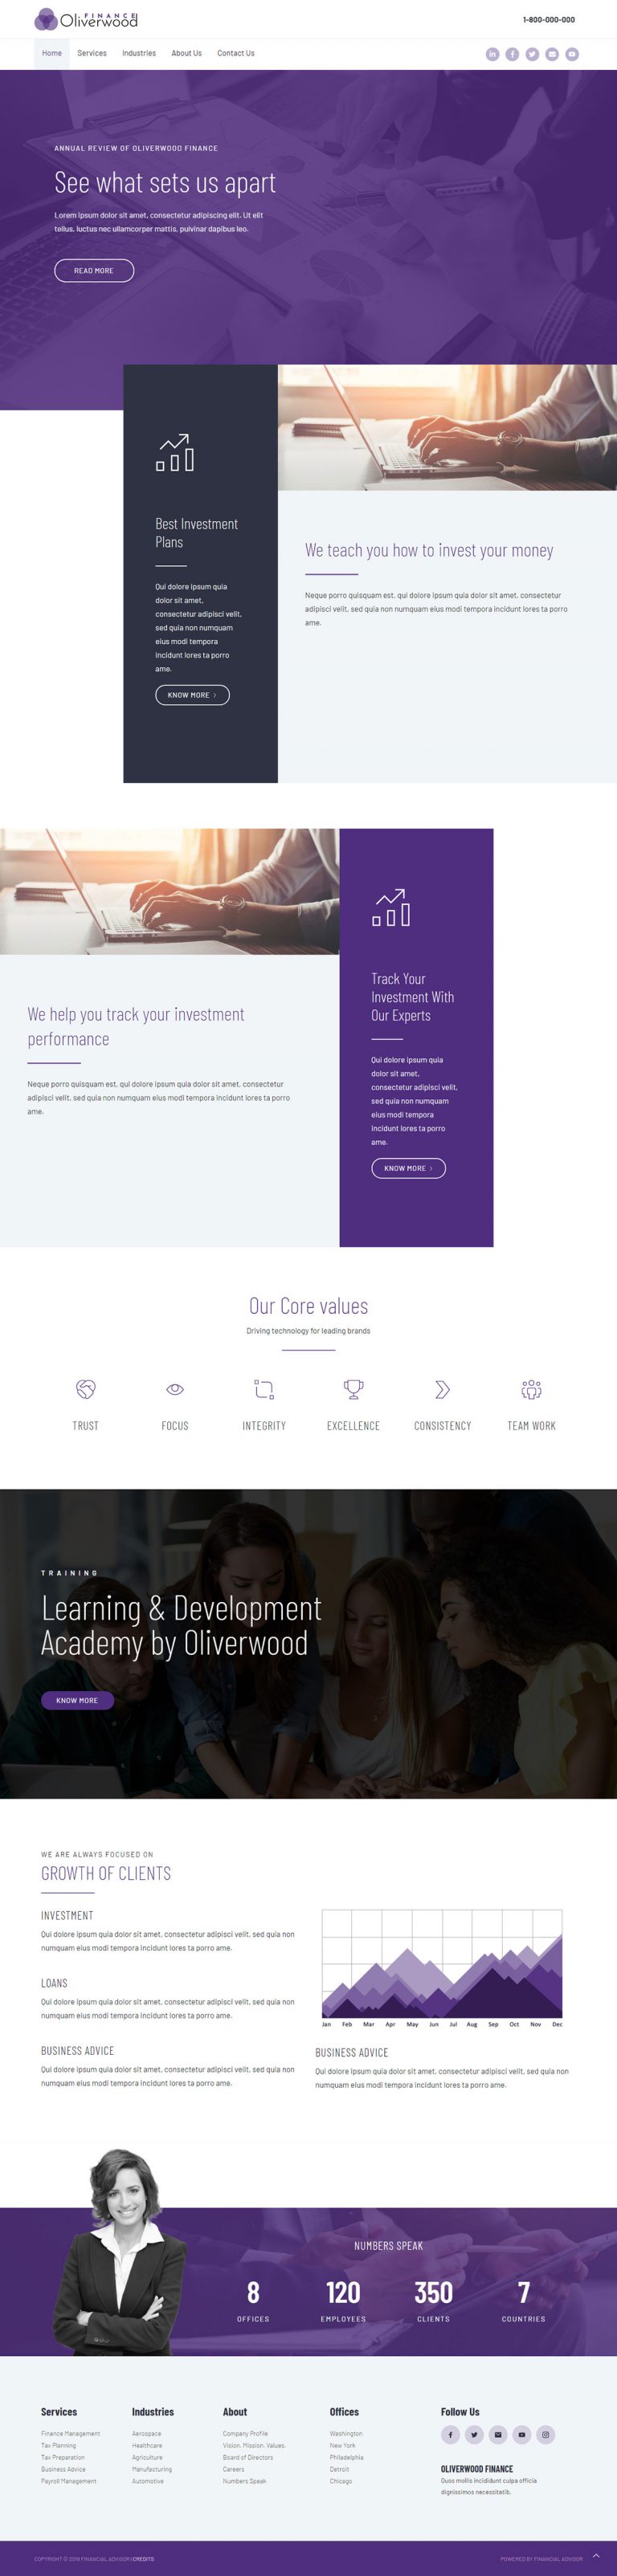 FINANCE
Oliverwood
1-800-000-000
Home Services Industries About Us Contact Us
ANNUAL REVIEW OF OLIVERWOOD FINANCE
See what sets us apart
Lorem ipsum dolor sit amet, consectetur adipiscing elit. Ut elit
tellus, luctus nec ullamcorper mattis, pulvinar dapibus leo.
READ MORE
Best Investment
Plans
Qui dolore ipsum quia
dolor sit amet,
consectetur adipisci velit,
sed quia non numquam
eius modi tempora
incidunt lores ta porro
ame.
KNOW MORE >
We teach you how to invest your money
Neque porro quisquam est, qui dolore ipsum quia dolor sit amet, consectetur
adipisci velit, sed quia non numquam eius modi tempora incidunt lores ta porro
ame.
We help you track your investment
performance
Neque porro quisquam est, qui dolore ipsum quia dolor sit amet, consectetur
adipisci velit, sed quia non numquam eius modi tempora incidunt lores ta porro
ame.
Track Your
Investment With
Our Experts
Qui dolore ipsum quia
dolor sit amet,
consectetur adipisci velit,
sed quia non numquam
eius modi tempora
incidunt lores ta porro
ame.
KNOW MORE >
Our Core values
Driving technology for leading brands
TRUST FOCUS INTEGRITY EXCELLENCE CONSISTENCY TEAM WORK
TRAINING
Learning & Development
Academy by Oliverwood
KNOW MORE
WE ARE ALWAYS FOCUSED ON
GROWTH OF CLIENTS
INVESTMENT
Qui dolore ipsum quia dolor sit amet, consectetur adipisci velit, sed quia non
numquam eius modi tempora incidunt lores ta porro ame.
LOANS
Qui dolore ipsum quia dolor sit amet, consectetur adipisci velit, sed quia non
numquam eius modi tempora incidunt lores ta porro ame.
BUSINESS ADVICE
Qui dolore ipsum quia dolor sit amet, consectetur adipisci velit, sed quia non
numquam eius modi tempora incidunt lores ta porro ame.
Jan Feb Mar Apr May Jun Jul Aug Sep Oct Nov Dec
BUSINESS ADVICE
Qui dolore ipsum quia dolor sit amet, consectetur adipisci velit, sed quia non
numquam eius modi tempora incidunt lores ta porro ame.
NUMBERS SPEAK
8 120 350 7
OFFICES EMPLOYEES CLIENTS COUNTRIES
Services
Finance Management
Tax Planning
Tax Preparation
Business Advice
Payroll Management
Industries
Aerospace
Healthcare
Agriculture
Manufacturing
Automotive
About
Company Profile
Vision. Mission. Values.
Board of Directors
Careers
Numbers Speak
Offices
Washington
New York
Philadelphia
Detroit
Chicago
Follow Us
OLIVERWOOD FINANCE
Quos mollis incididunt culpa officia
dignissimos necessitatib.
COPYRIGHT © 2019 FINANCIAL ADVISOR | CREDITS
POWERED BY FINANCIAL ADVISOR